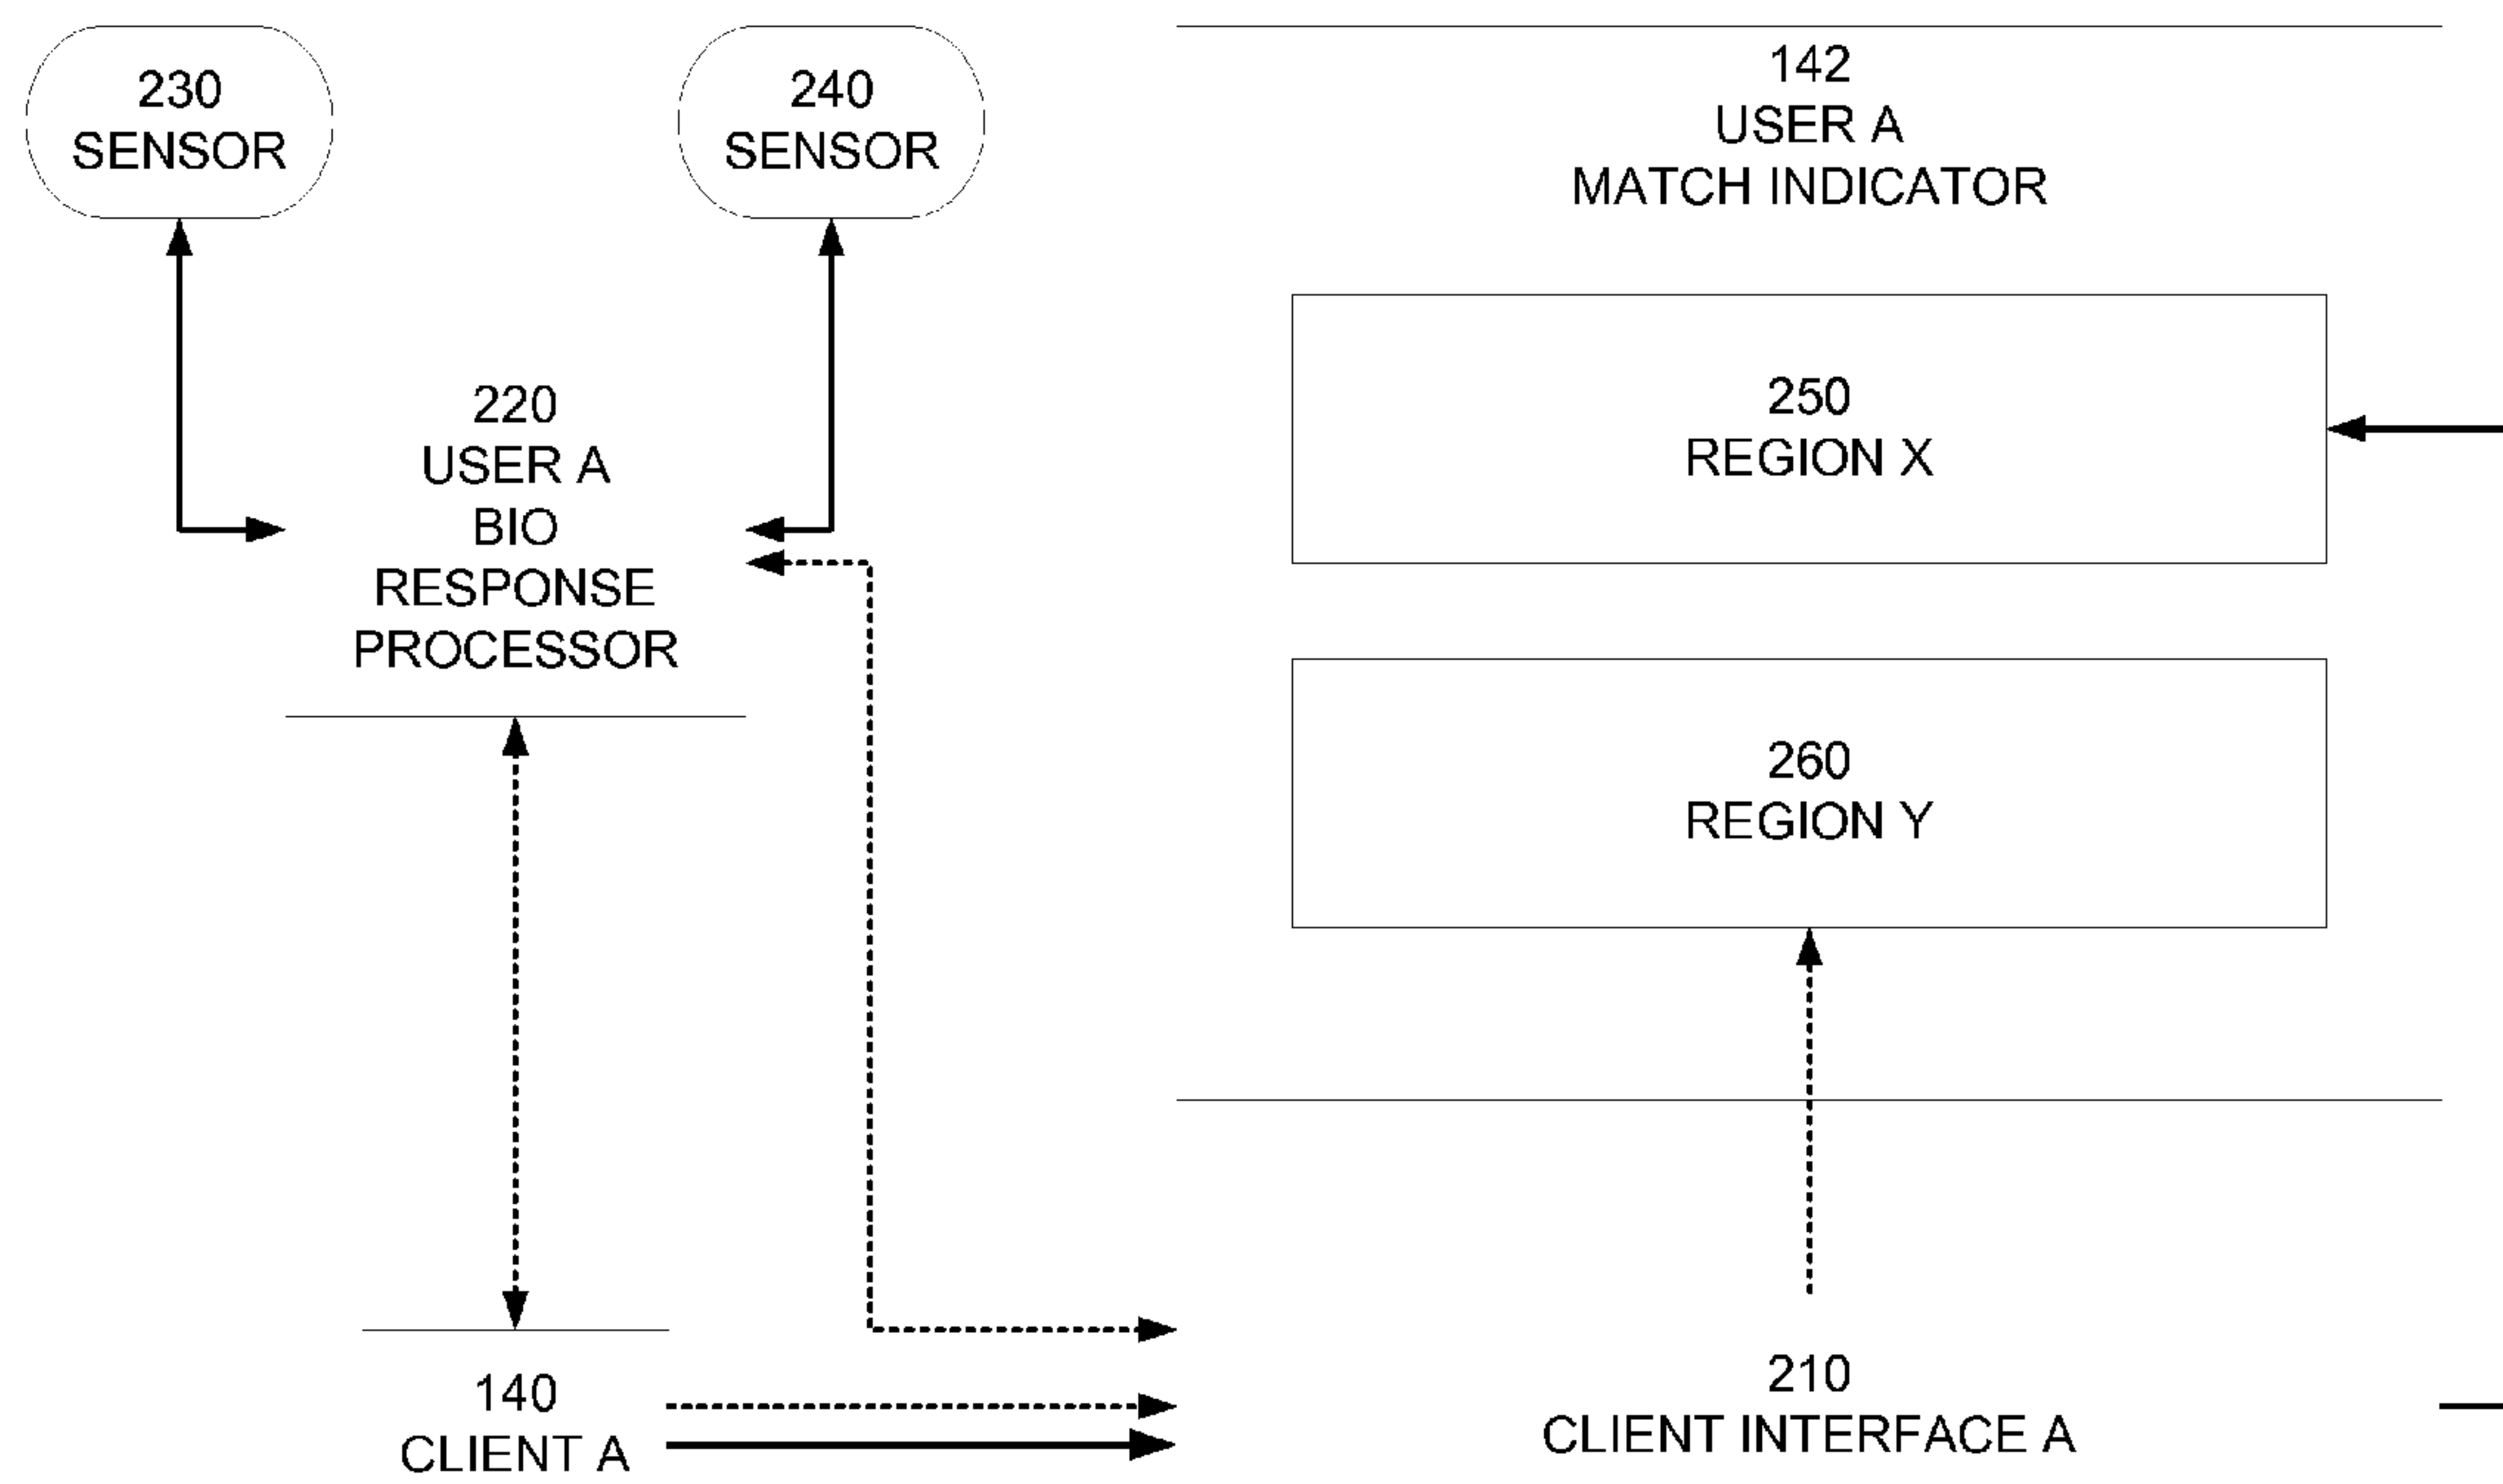 230
SENSOR
240
SENSOR
142
USER A
MATCH INDICATOR
220
USER A
BIO
RESPONSE
PROCESSOR
250
REGION X
260
REGION Y
140
CLIENT A
210
CLIENT INTERFACE A